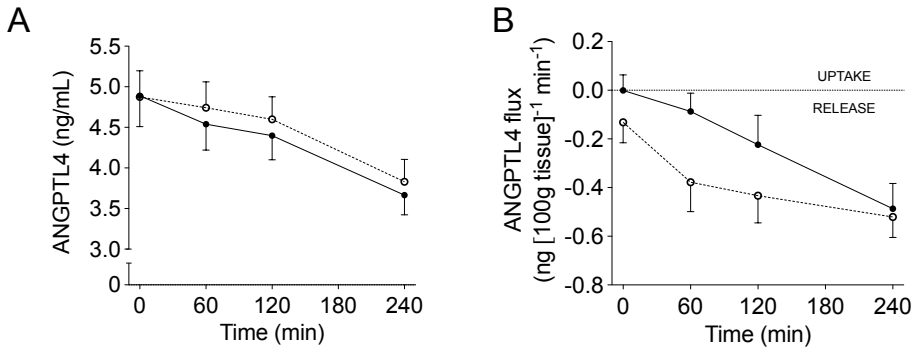 A
ANGPTL4 (ng/mL)
5.5
5.0
4.5
4.0
3.5
3.0
0
0 60 120 180 240
Time (min)
B
ANGPTL4 flux
(ng [100g tissue]⁻¹ min⁻¹)
0.2
0.0
-0.2
-0.4
-0.6
-0.8
UPTAKE
RELEASE
0 60 120 180 240
Time (min)